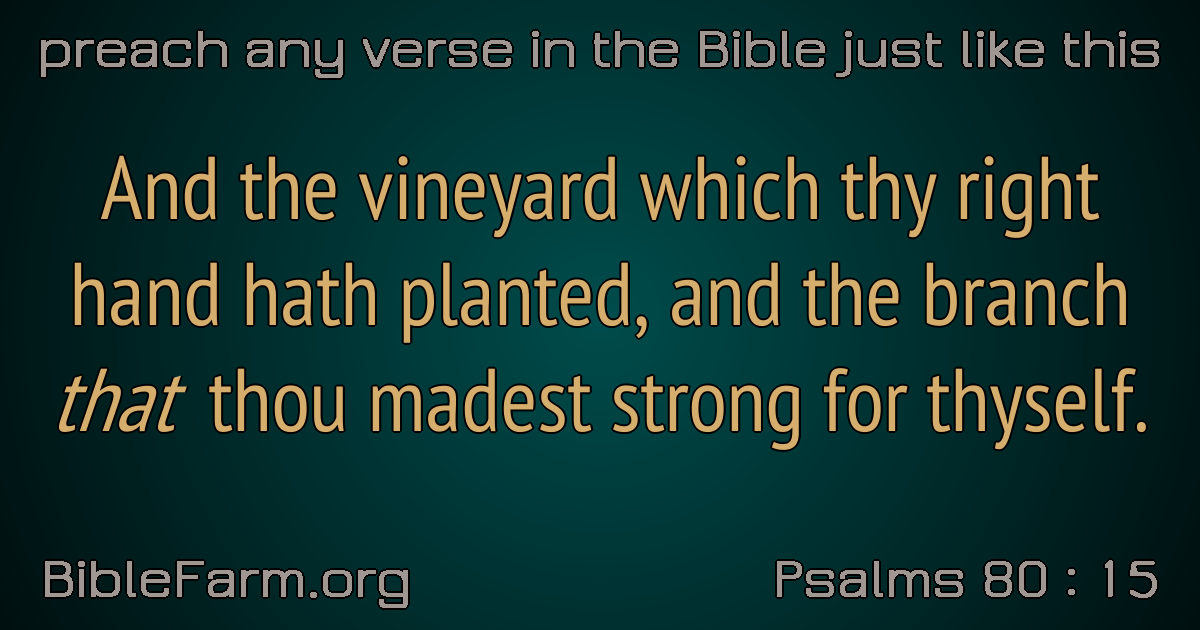 preach any verse in the Bible just like this
And the vineyard which thy right
hand hath planted, and the branch
that thou madest strong for thyself.
BibleFarm.org
Psalms 80 : 15